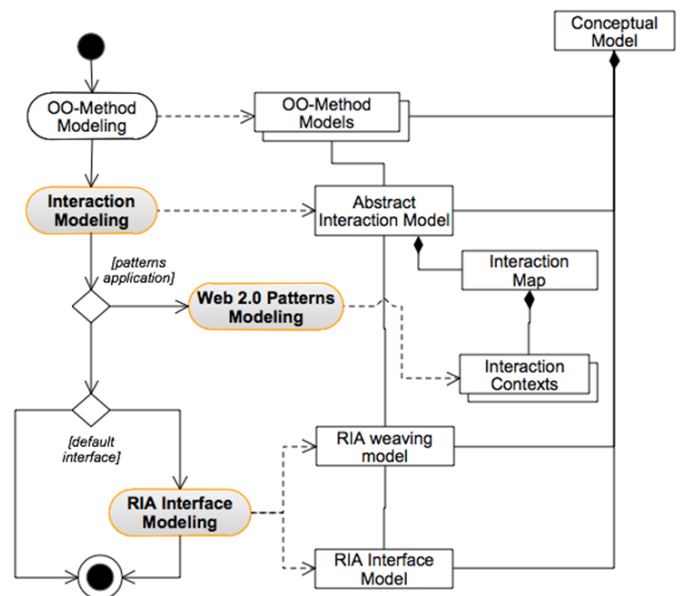 Conceptual
Model
OO-Method
Modeling
OO-Method
Models
Interaction
Modeling
Abstract
Interaction Model
[patterns
application]
Interaction
Map
Web 2.0 Patterns
Modeling
Interaction
Contexts
[default
interface]
RIA weaving
model
RIA Interface
Modeling
RIA Interface
Model